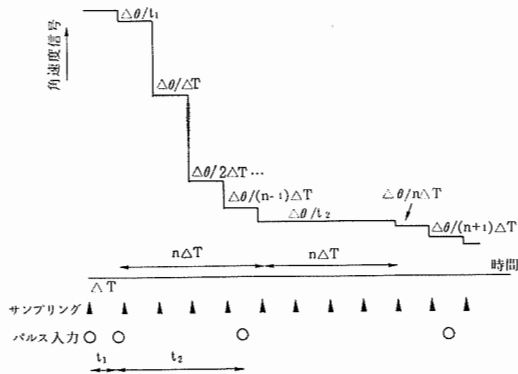 角速度信号
△θ/t₁
△θ/△T
△θ/2△T…
△θ/(n-1)△T
△θ/t₂
△θ/n△T
△θ/(n+1)△T
n△T
n△T
時間
△T
サンプリング
パルス入力
t₁
t₂